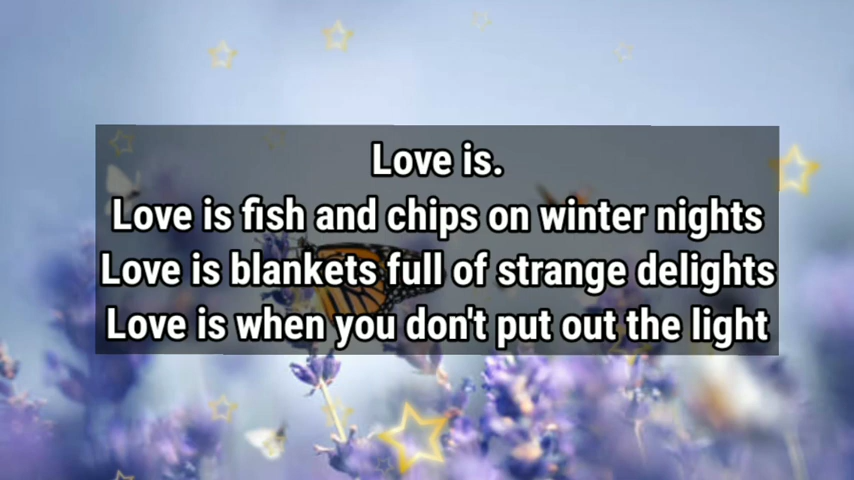 Love is.
Love is fish and chips on winter nights
Love is blankets full of strange delights
Love is when you don't put out the light